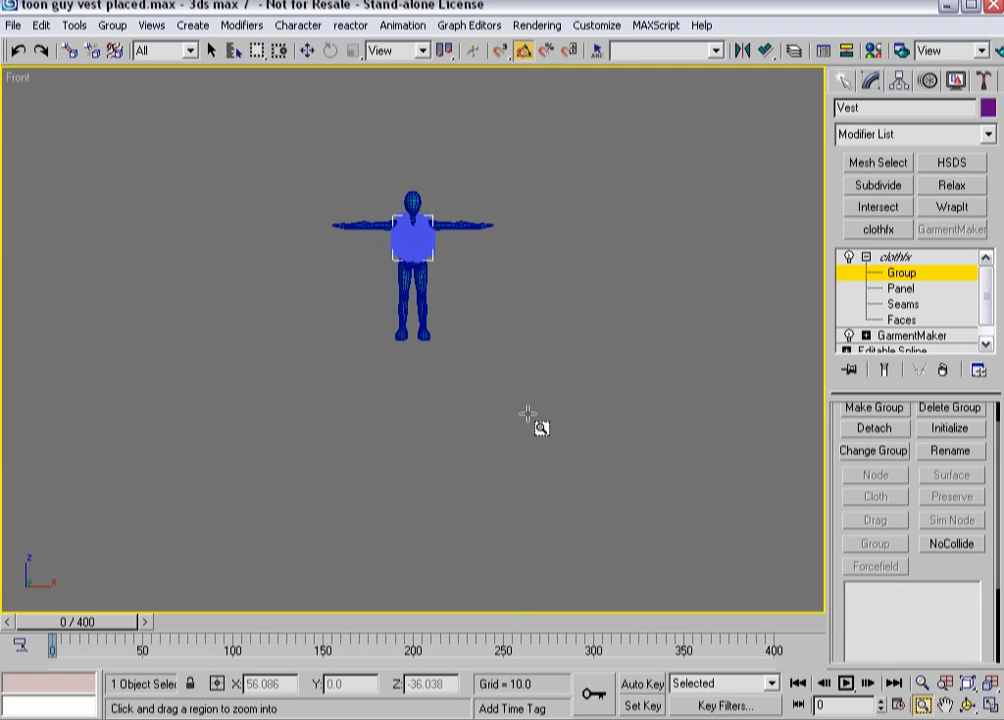 toon guy vest placed.max - 3ds max 7 - Not for Resale - Stand-alone License
File Edit Tools Group Views Create Modifiers Character reactor Animation Graph Editors Rendering Customize MAXScript Help
All View View
Front
Vest
Modifier List
Mesh Select HSDS
Subdivide Relax
Intersect WrapIt
clothfx GarmentMaker
clothfx
Group
Panel
Seams
Faces
GarmentMaker
Editable Spline
Make Group Delete Group
Detach Initialize
Change Group Rename
Node Surface
Cloth Preserve
Drag Sim Node
Group NoCollide
Forcefield
z
x
< 0 / 400 >
0 50 100 150 200 250 300 350 400
1 Object Selec X: 56.086 Y: 0.0 Z: -36.038 Grid = 10.0 Auto Key Selected
Click and drag a region to zoom into Add Time Tag Set Key Key Filters... 0